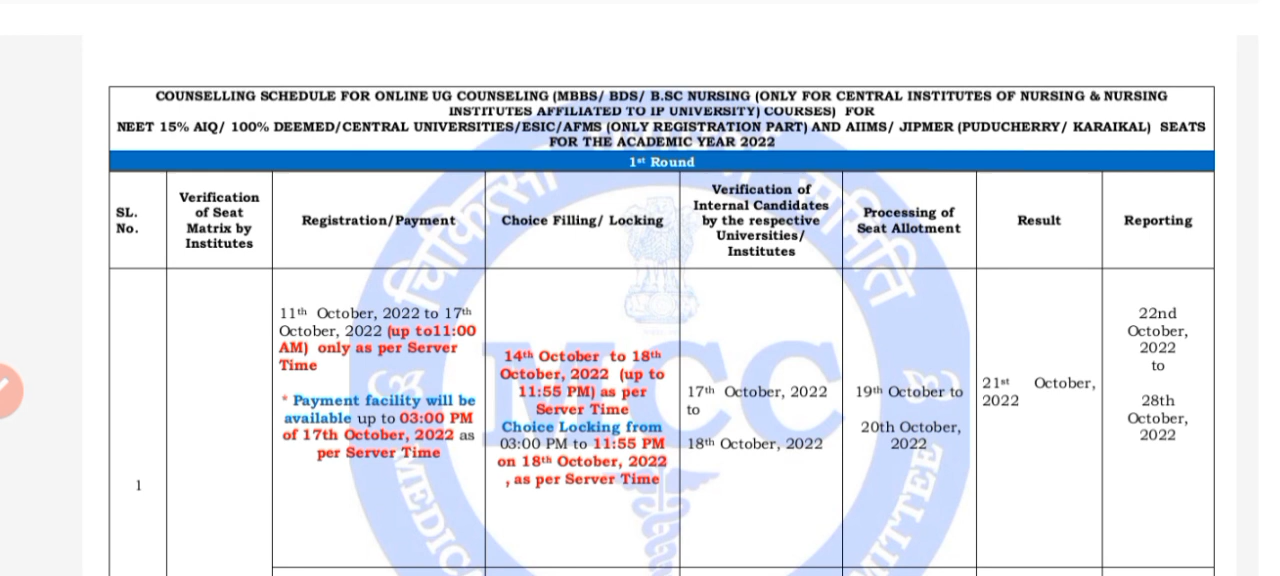 COUNSELLING SCHEDULE FOR ONLINE UG COUNSELING (MBBS/ BDS/ B.SC NURSING (ONLY FOR CENTRAL INSTITUTES OF NURSING & NURSING
INSTITUTES AFFILIATED TO IP UNIVERSITY) COURSES) FOR
NEET 15% AIQ/ 100% DEEMED/CENTRAL UNIVERSITIES/ESIC/AFMS (ONLY REGISTRATION PART) AND AIIMS/ JIPMER (PUDUCHERRY/ KARAIKAL) SEATS
FOR THE ACADEMIC YEAR 2022
1st Round
SL.
No.
Verification
of Seat
Matrix by
Institutes
Registration/Payment
Choice Filling/ Locking
Verification of
Internal Candidates
by the respective
Universities/
Institutes
Processing of
Seat Allotment
Result
Reporting
1
11th October, 2022 to 17th
October, 2022 (up to11:00
AM) only as per Server
Time
* Payment facility will be
available up to 03:00 PM
of 17th October, 2022 as
per Server Time
14th October to 18th
October, 2022 (up to
11:55 PM) as per
Server Time
Choice Locking from
03:00 PM to 11:55 PM
on 18th October, 2022
, as per Server Time
17th October, 2022
to
18th October, 2022
19th October to
20th October,
2022
21st October,
2022
22nd
October,
2022
to
28th
October,
2022
MCC